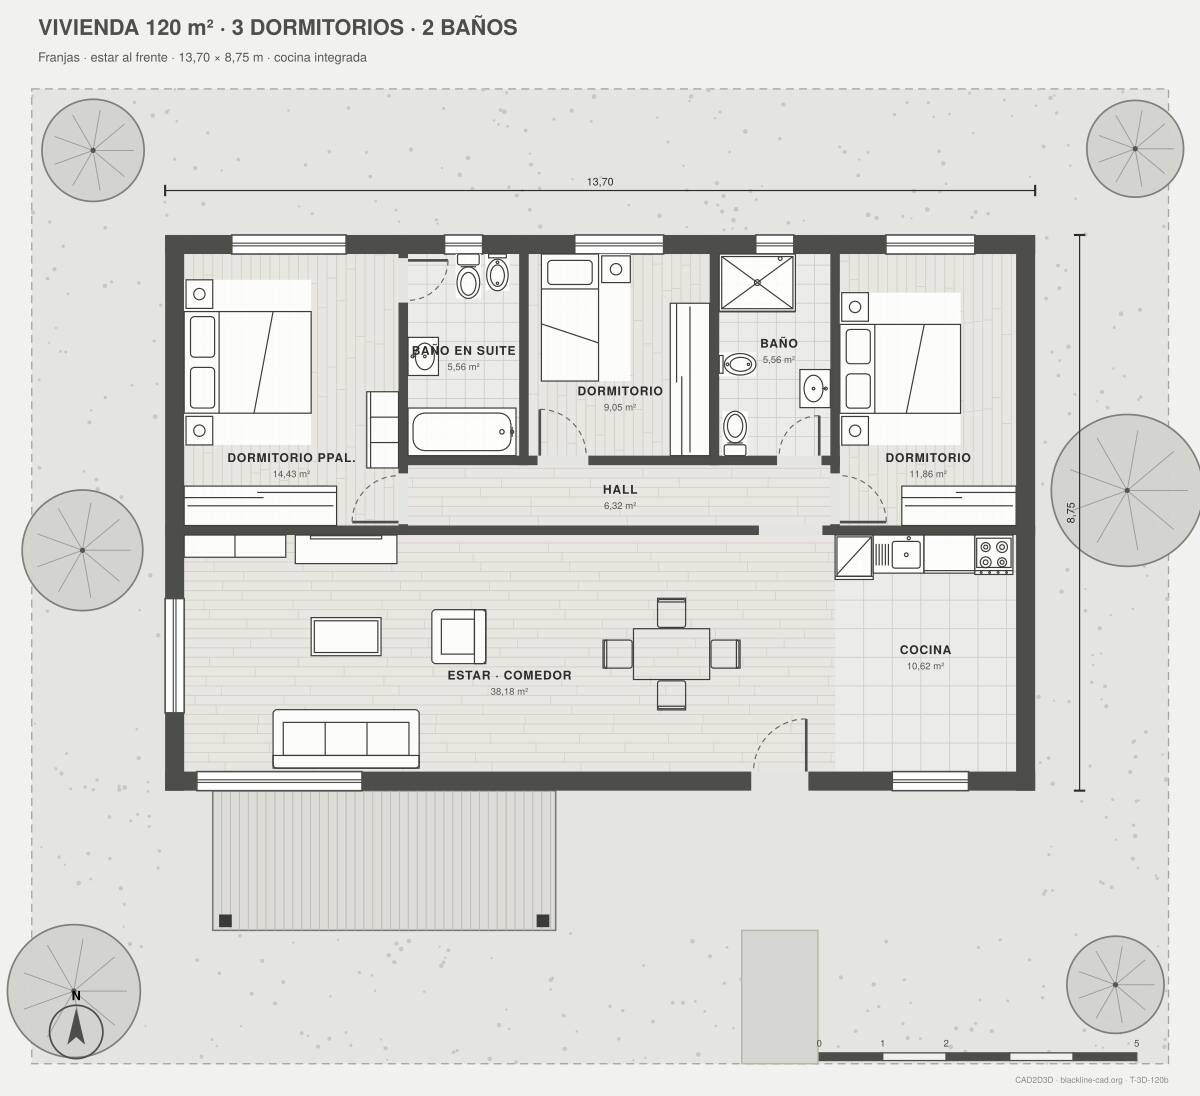 VIVIENDA 120 m² · 3 DORMITORIOS · 2 BAÑOS
Franjas · estar al frente · 13,70 × 8,75 m · cocina integrada
13,70
BAÑO EN SUITE
5,56 m²
BAÑO
5,56 m²
DORMITORIO
9,05 m²
DORMITORIO PPAL.
14,43 m²
DORMITORIO
11,86 m²
HALL
6,32 m²
8,75
COCINA
10,62 m²
ESTAR · COMEDOR
38,18 m²
N
0 1 2 5
CAD2D3D · blackline-cad.org · T-3D-120b